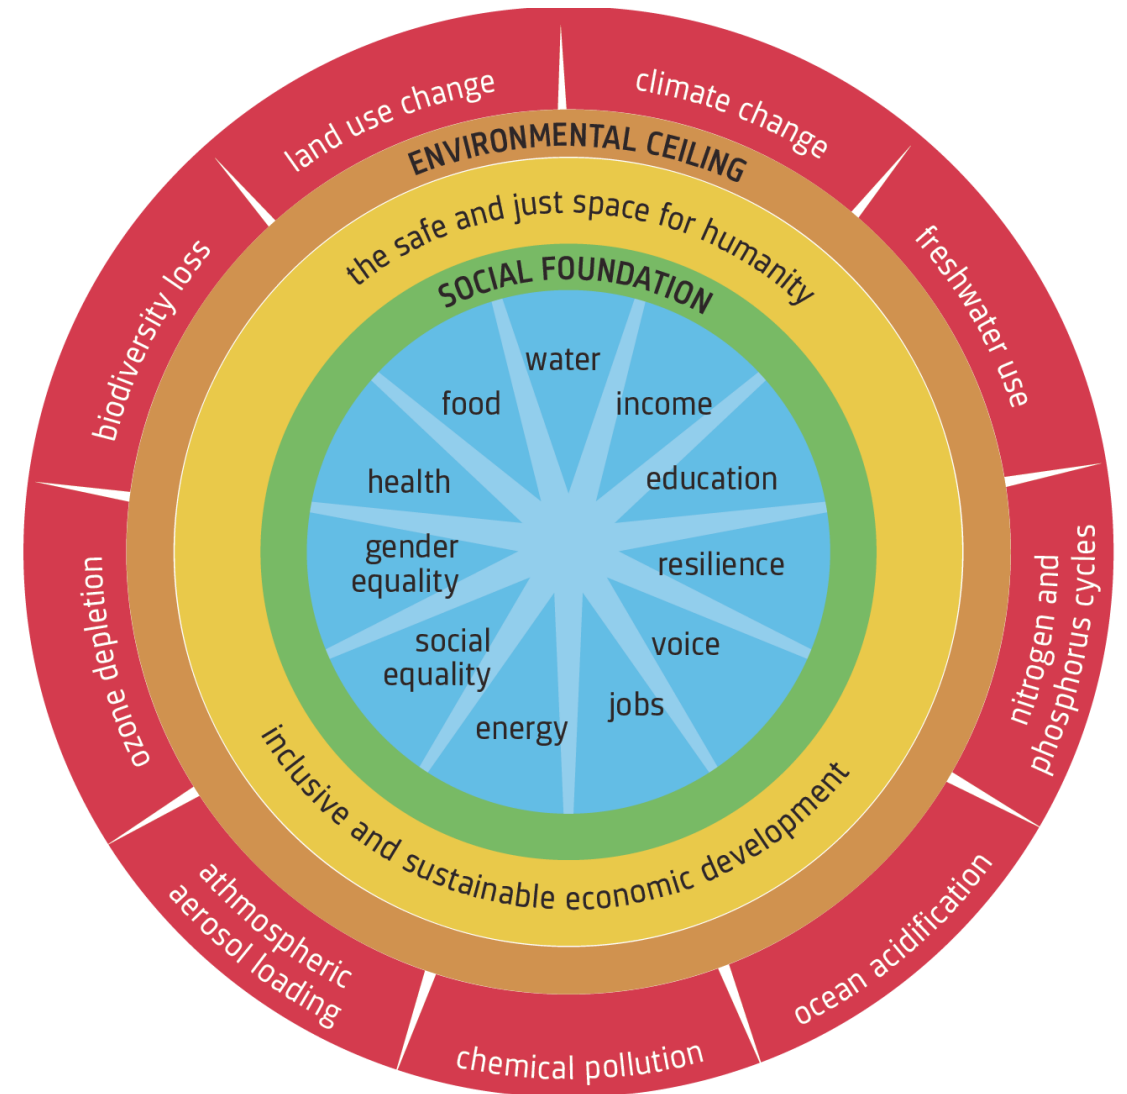 land use change
climate change
freshwater use
nitrogen and
phosphorus cycles
ocean acidification
chemical pollution
athmospheric
aerosol loading
ozone depletion
biodiversity loss
ENVIRONMENTAL CEILING
the safe and just space for humanity
SOCIAL FOUNDATION
water
food
income
health
education
gender
equality
resilience
social
equality
voice
jobs
energy
inclusive and sustainable economic development